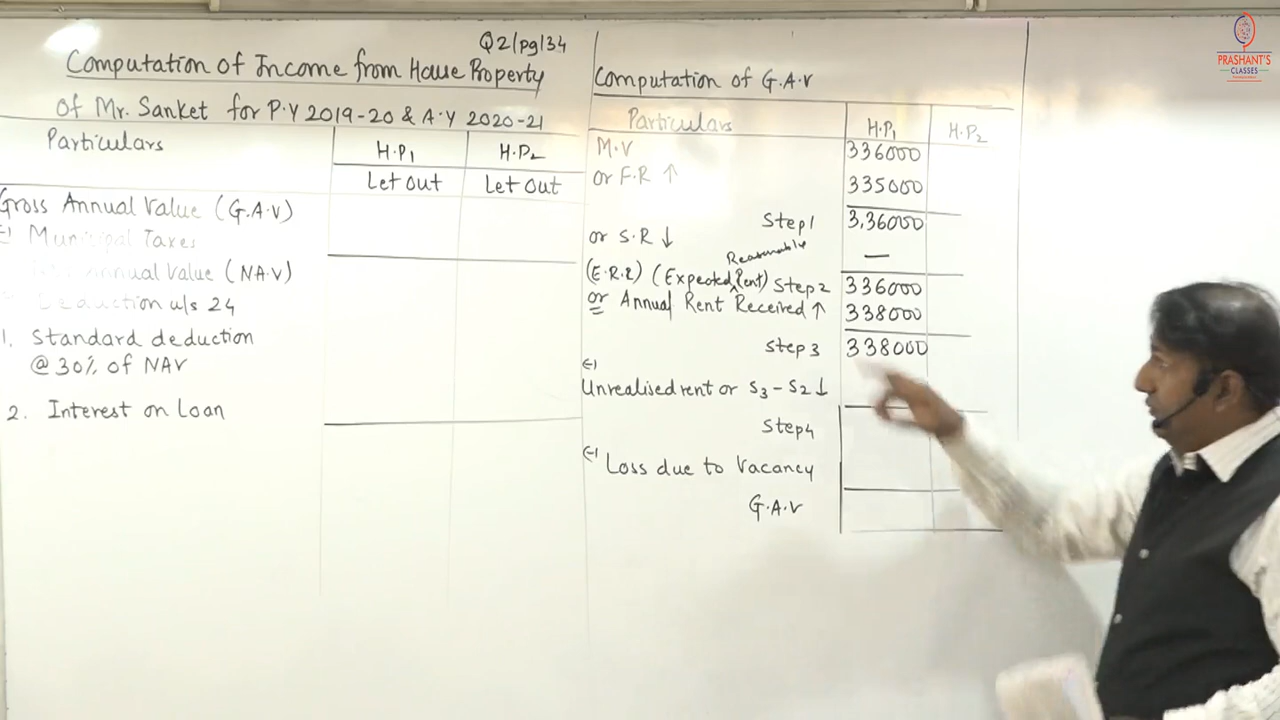 Q2/pg134
Computation of Income from House Property
of Mr. Sanket for P.Y 2019-20 & A.Y 2020-21
Particulars
H.P1 H.P2
Let Out Let Out
Gross Annual Value (G.A.V)
(-) Municipal Taxes
Annual Value (NAV)
Deduction u/s 24
1. Standard deduction
@ 30% of NAV
2. Interest on Loan
Computation of G.A.V
Particulars H.P1 H.P2
M.V 336000
or F.R ↑ 335000
Step1 3,36000
or S.R ↓ —
Reasonable
(E.R.R) (Expected ^ Rent) Step2 336000
or Annual Rent Received ↑ 338000
Step3 338000
(-)
Unrealised rent or S3 - S2 ↓
Step4
(-) Loss due to Vacancy
G.A.V
PRASHANT'S
CLASSES